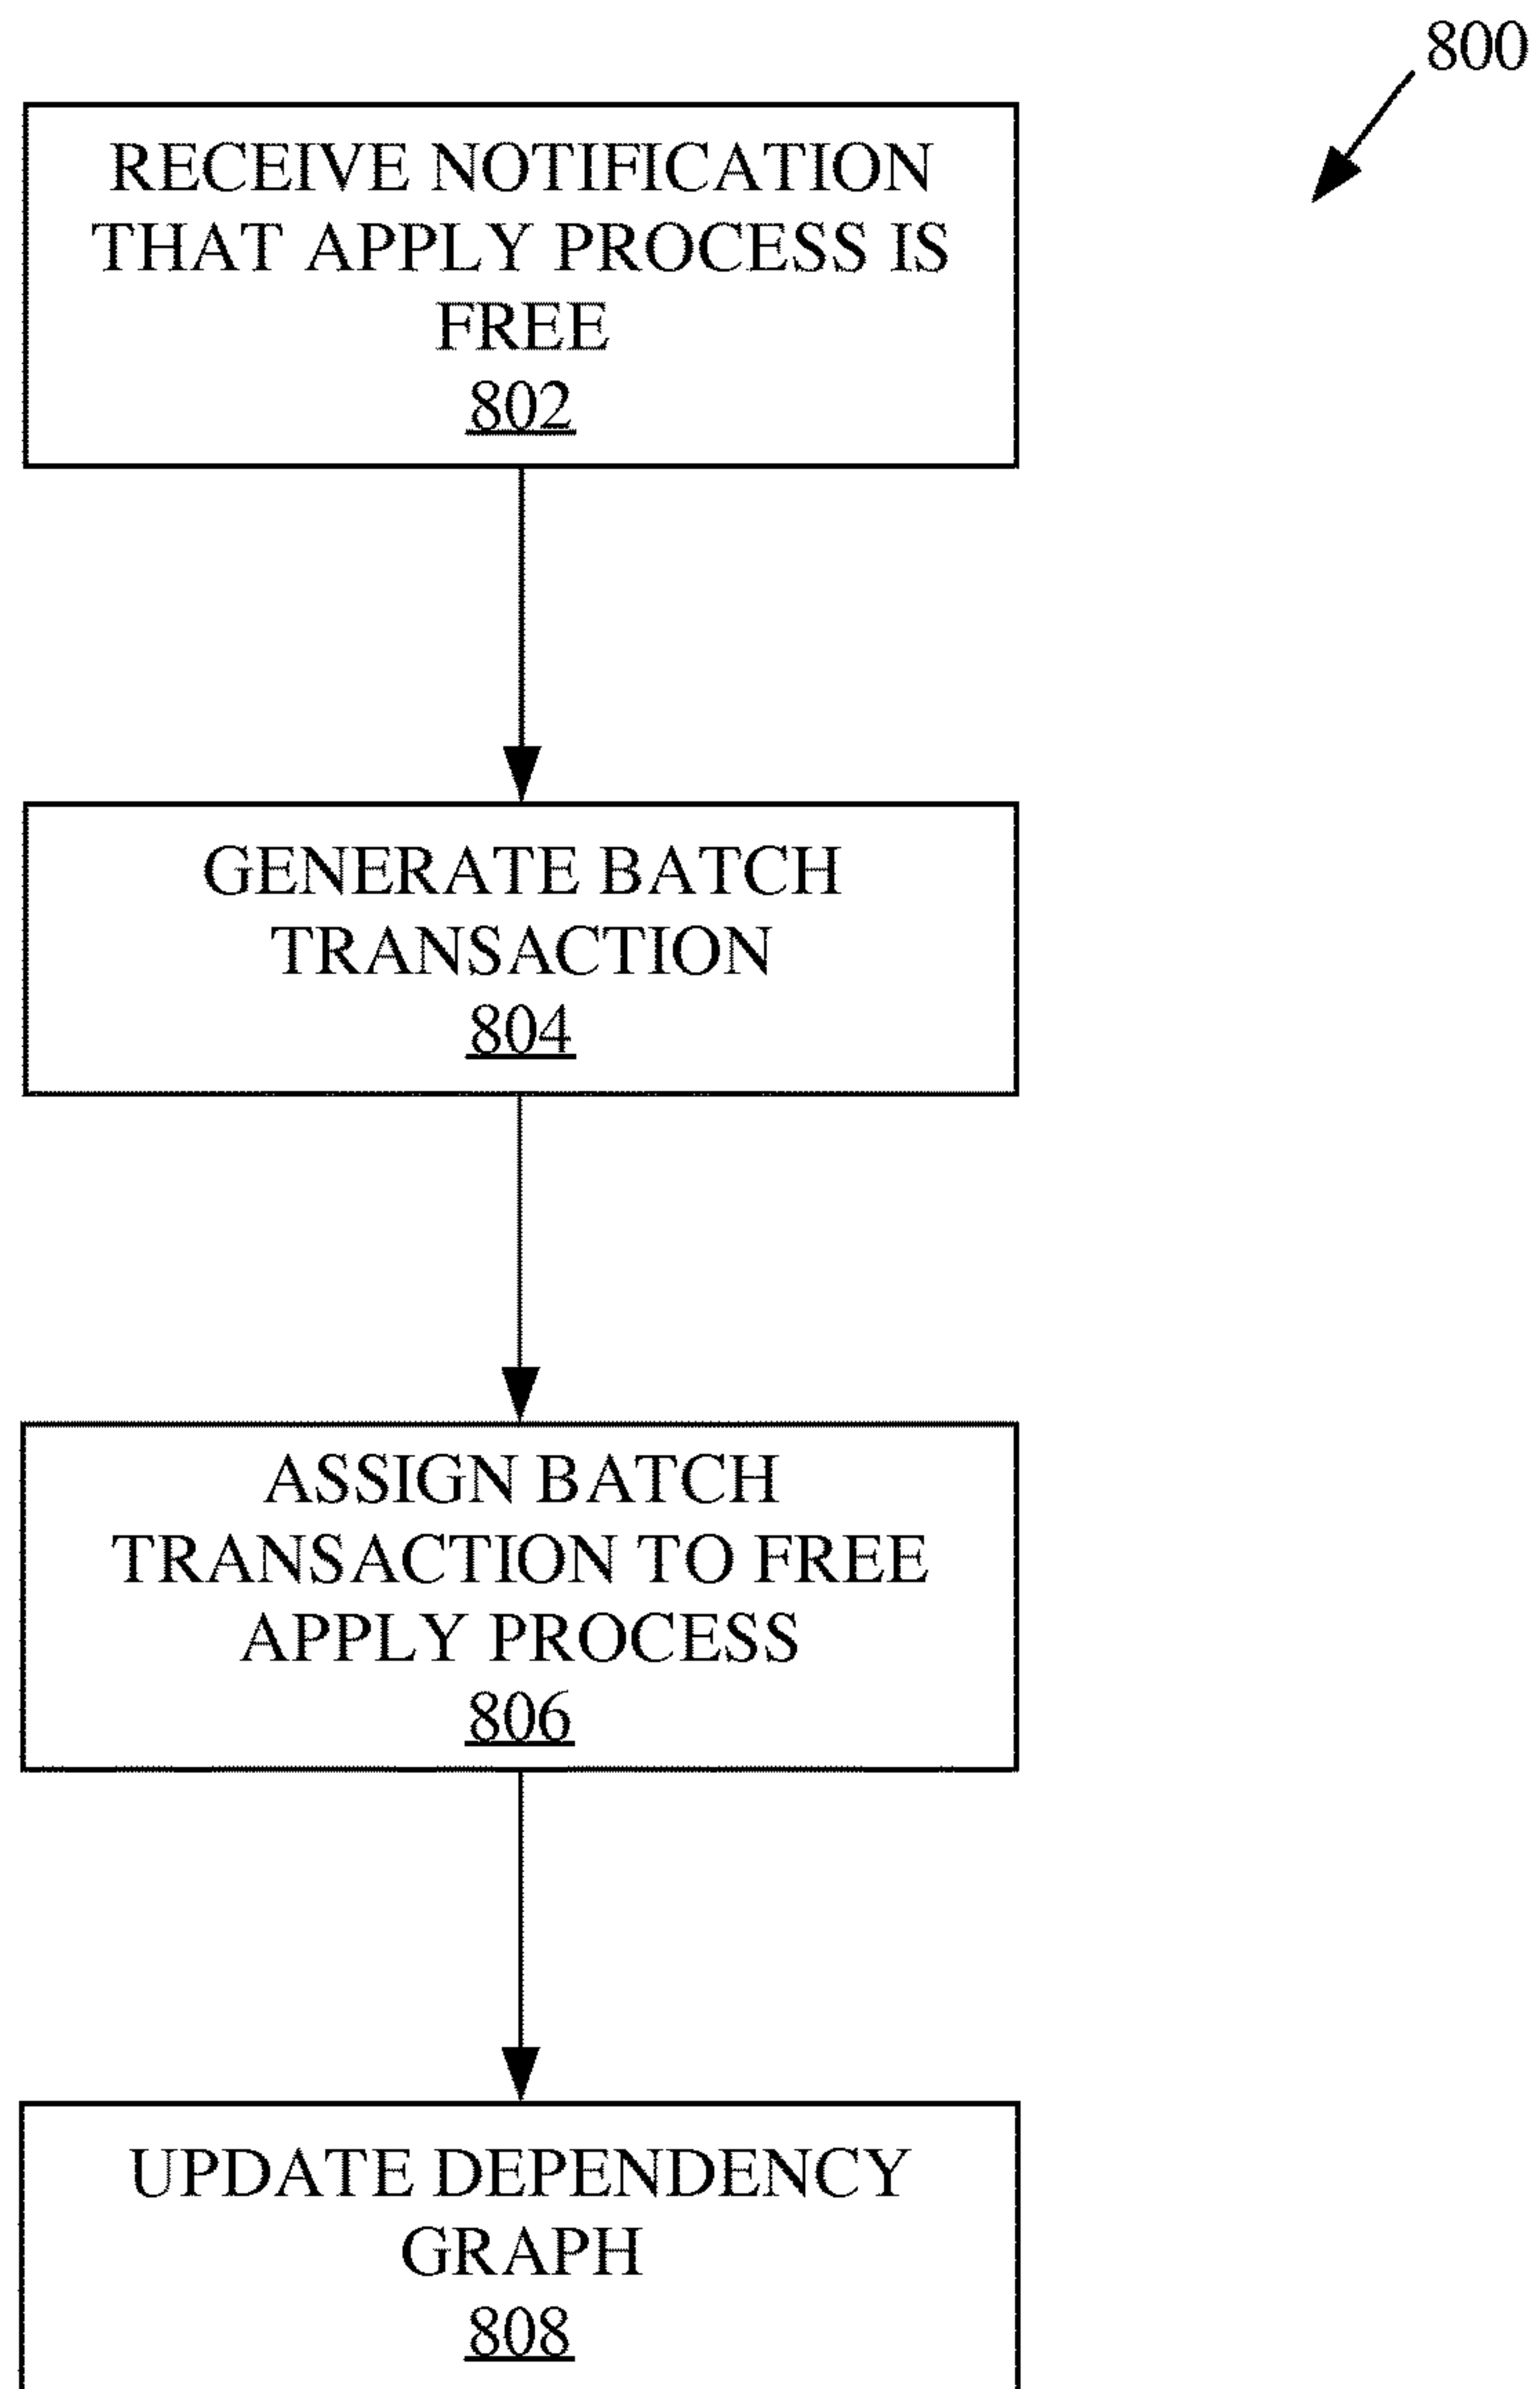 800
RECEIVE NOTIFICATION
THAT APPLY PROCESS IS
FREE
802
GENERATE BATCH
TRANSACTION
804
ASSIGN BATCH
TRANSACTION TO FREE
APPLY PROCESS
806
UPDATE DEPENDENCY
GRAPH
808